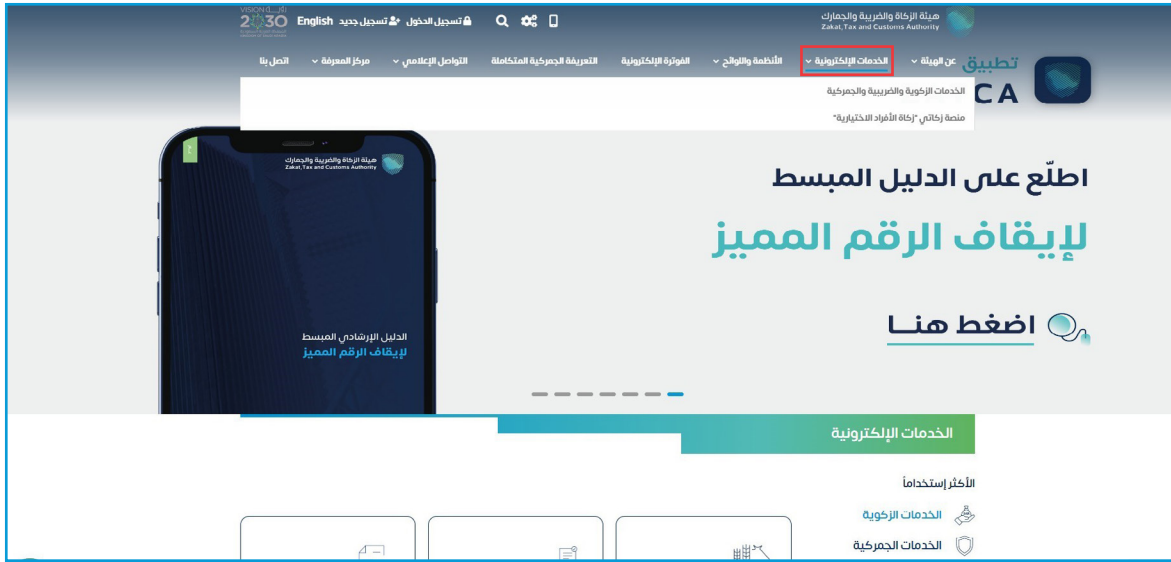 هيئة الزكاة والضريبة والجمارك
Zakat, Tax and Customs Authority
تسجيل الدخول تسجيل جديد English
VISION رؤيـــة
2030
عن الهيئة الخدمات الإلكترونية الأنظمة واللوائح الفوترة الإلكترونية التعريفة الجمركية المتكاملة التواصل الإعلامي مركز المعرفة اتصل بنا
تطبيق
CA
الخدمات الزكوية والضريبية والجمركية
منصة زكاتي "زكاة الأفراد الاختيارية"
اطلّع على الدليل المبسط
لإيقاف الرقم المميز
اضغط هنــا
هيئة الزكاة والضريبة والجمارك
Zakat, Tax and Customs Authority
الدليل الإرشادي المبسط
لإيقاف الرقم المميز
الخدمات الإلكترونية
الأكثر إستخداماً
الخدمات الزكوية
الخدمات الجمركية